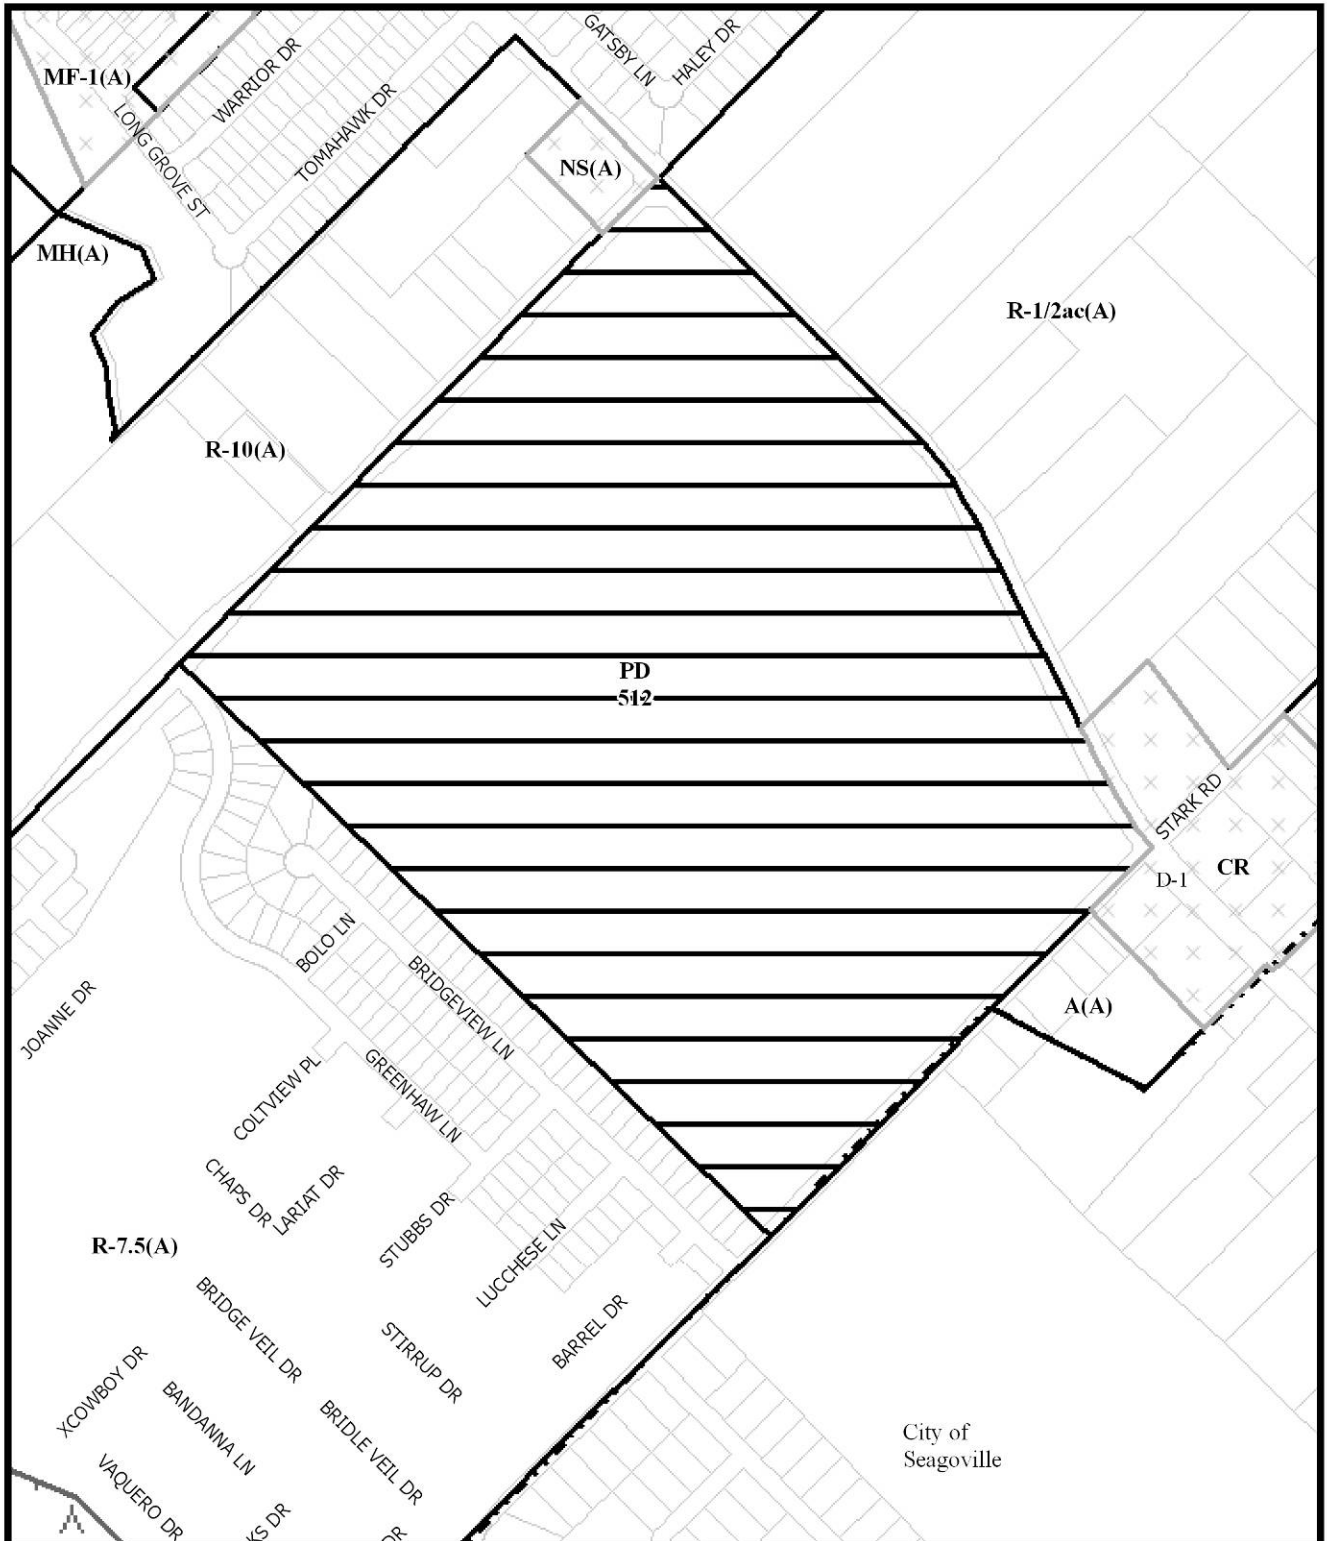 GATSBY LN
HALEY DR
WARRIOR DR
MF-1(A)
TOMAHAWK DR
LONG GROVE ST
NS(A)
MH(A)
R-1/2ac(A)
R-10(A)
PD
512
STARK RD
CR
D-1
BOLO LN
BRIDGEVIEW LN
JOANNE DR
A(A)
COLTVIEW PL
GREENHAW LN
CHAPS DR
LARIAT DR
STUBBS DR
R-7.5(A)
LUCCHESE LN
BRIDGE VEIL DR
STIRRUP DR
BARREL DR
XCOWBOY DR
BANDANNA LN
BRIDLE VEIL DR
City of
Seagoville
VAQUERO DR
KS DR
DR